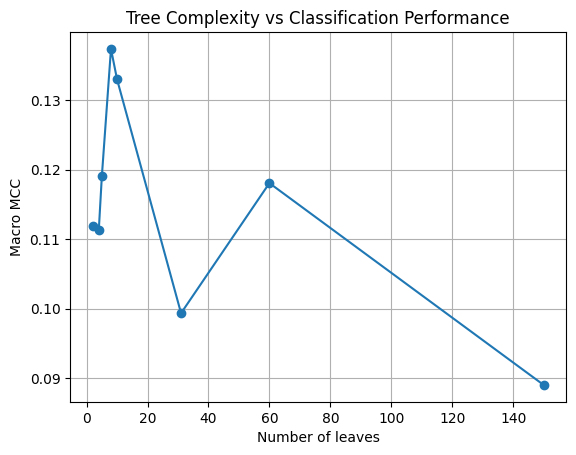 Tree Complexity vs Classification Performance
Macro MCC
0.13
0.12
0.11
0.10
0.09
0 20 40 60 80 100 120 140
Number of leaves